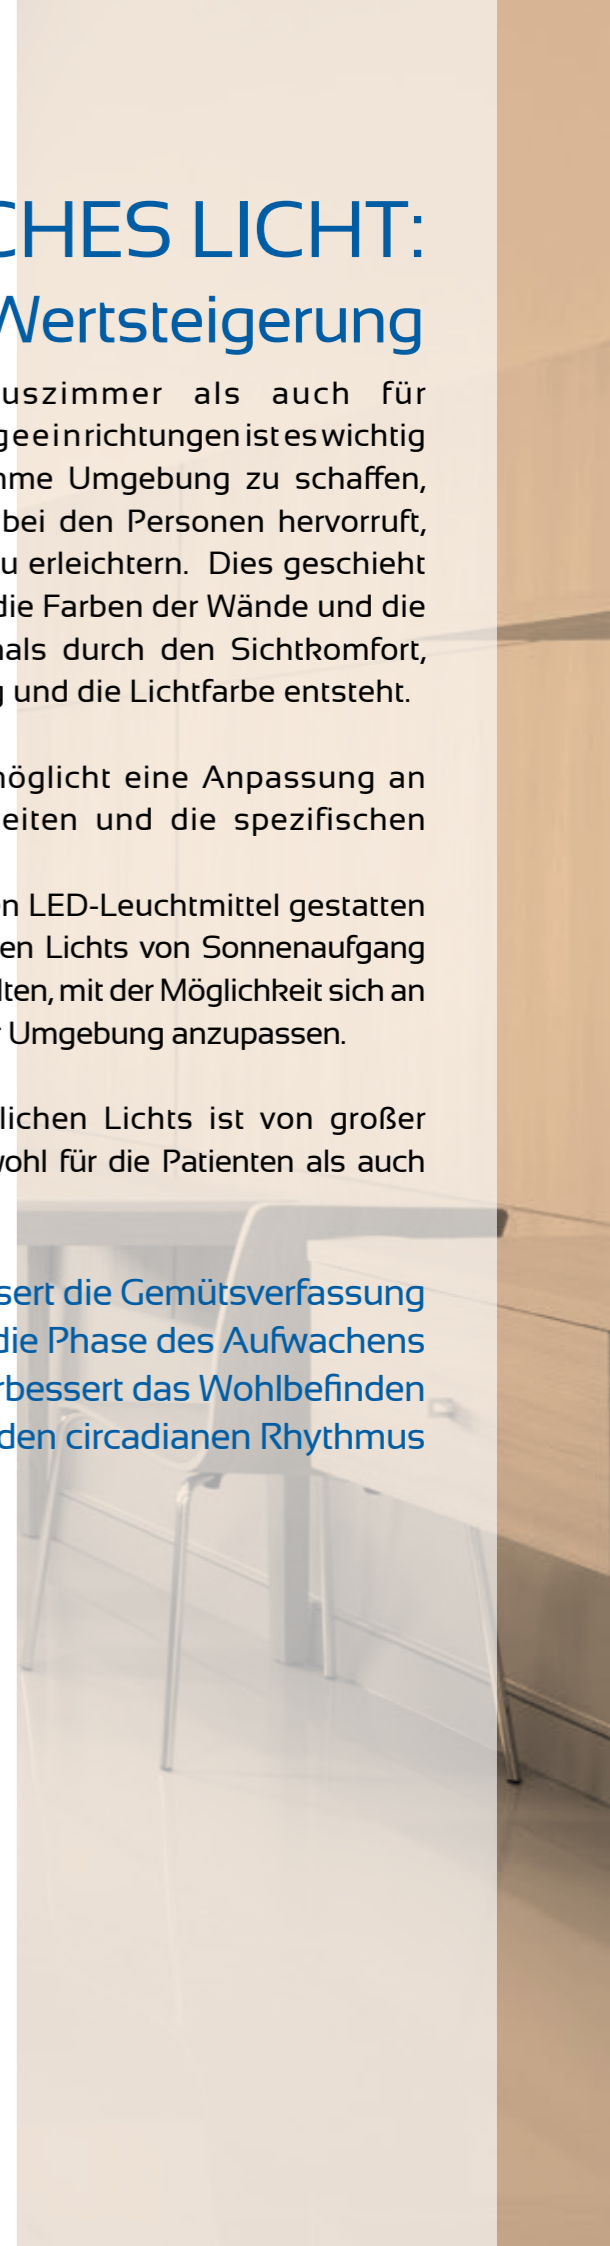 CHES LICHT:
Wertsteigerung
uszimmer als auch für
geeinrichtungen ist es wichtig
me Umgebung zu schaffen,
bei den Personen hervorruft,
u erleichtern. Dies geschieht
die Farben der Wände und die
als durch den Sichtkomfort,
g und die Lichtfarbe entsteht.
möglicht eine Anpassung an
eiten und die spezifischen
n LED-Leuchtmittel gestatten
en Lichts von Sonnenaufgang
lten, mit der Möglichkeit sich an
r Umgebung anzupassen.
lichen Lichts ist von großer
wohl für die Patienten als auch
sert die Gemütsverfassung
die Phase des Aufwachens
rbessert das Wohlbefinden
den circadianen Rhythmus